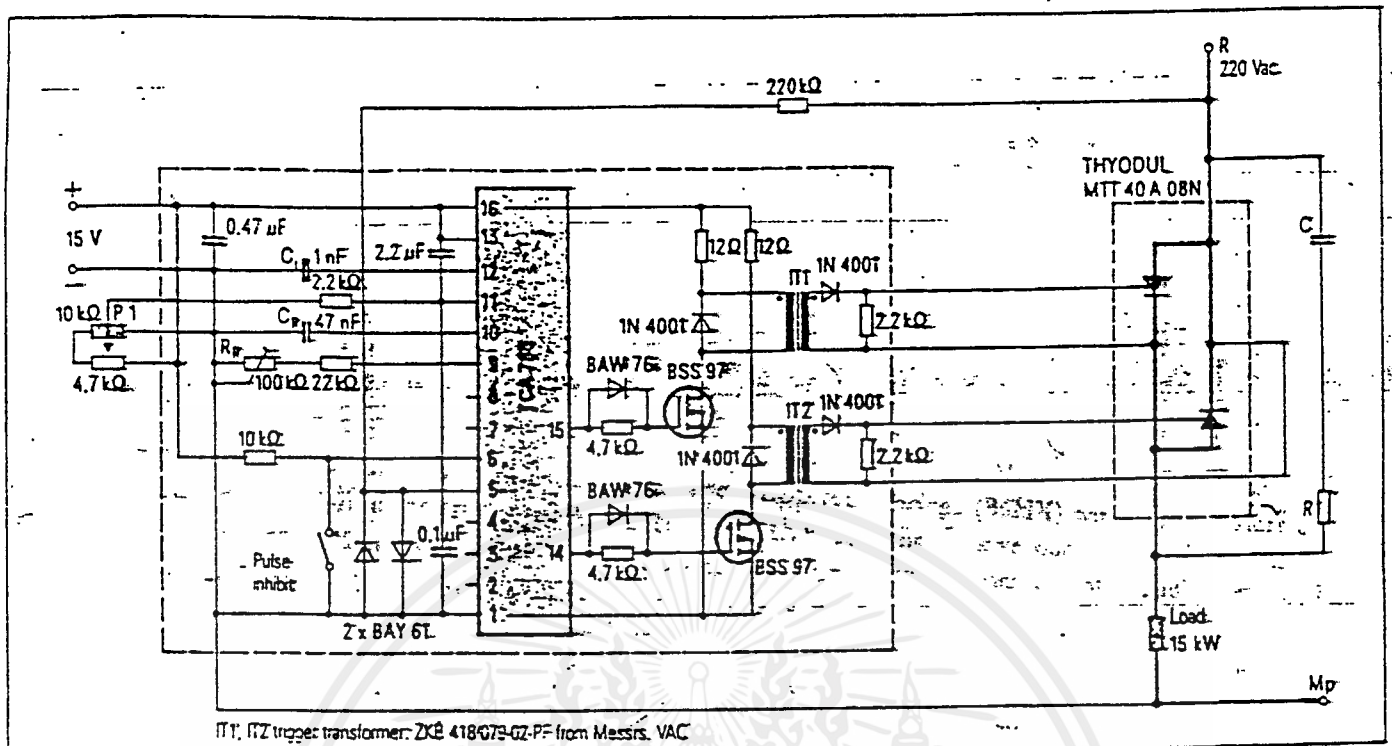 R
220 Vac
220 kΩ
THYODUL
MTT 40 A 08N
+
15 V
−
0.47 µF
2.2 µF
C
1 nF
2.2 kΩ
10 kΩ P 1
47 nF
4.7 kΩ
100 kΩ 22 kΩ
10 kΩ
Pulse
inhibit
0.1 µF
2 x BAY 61
16
13
12
11
10
9
8
7
6
5
4
3
2
1
15
14
12Ω 12Ω
IT1
1N 4001
1N 4001
2.2 kΩ
BAW 76
BSS 97
4.7 kΩ
IT2
1N 4001
1N 4001
2.2 kΩ
BAW 76
BSS 97
4.7 kΩ
C
R
Load
15 kW
Mp
IT1, IT2 trigger transformer: ZKB 418/079-02-PF from Messrs. VAC